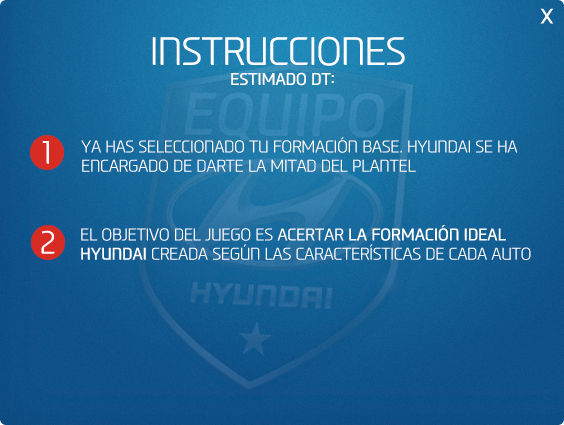 X
INSTRUCCIONES
ESTIMADO DT:
EQUIPO
1
YA HAS SELECCIONADO TU FORMACIÓN BASE. HYUNDAI SE HA
ENCARGADO DE DARTE LA MITAD DEL PLANTEL
2
EL OBJETIVO DEL JUEGO ES ACERTAR LA FORMACIÓN IDEAL
HYUNDAI CREADA SEGÚN LAS CARACTERÍSTICAS DE CADA AUTO
HYUNDAI